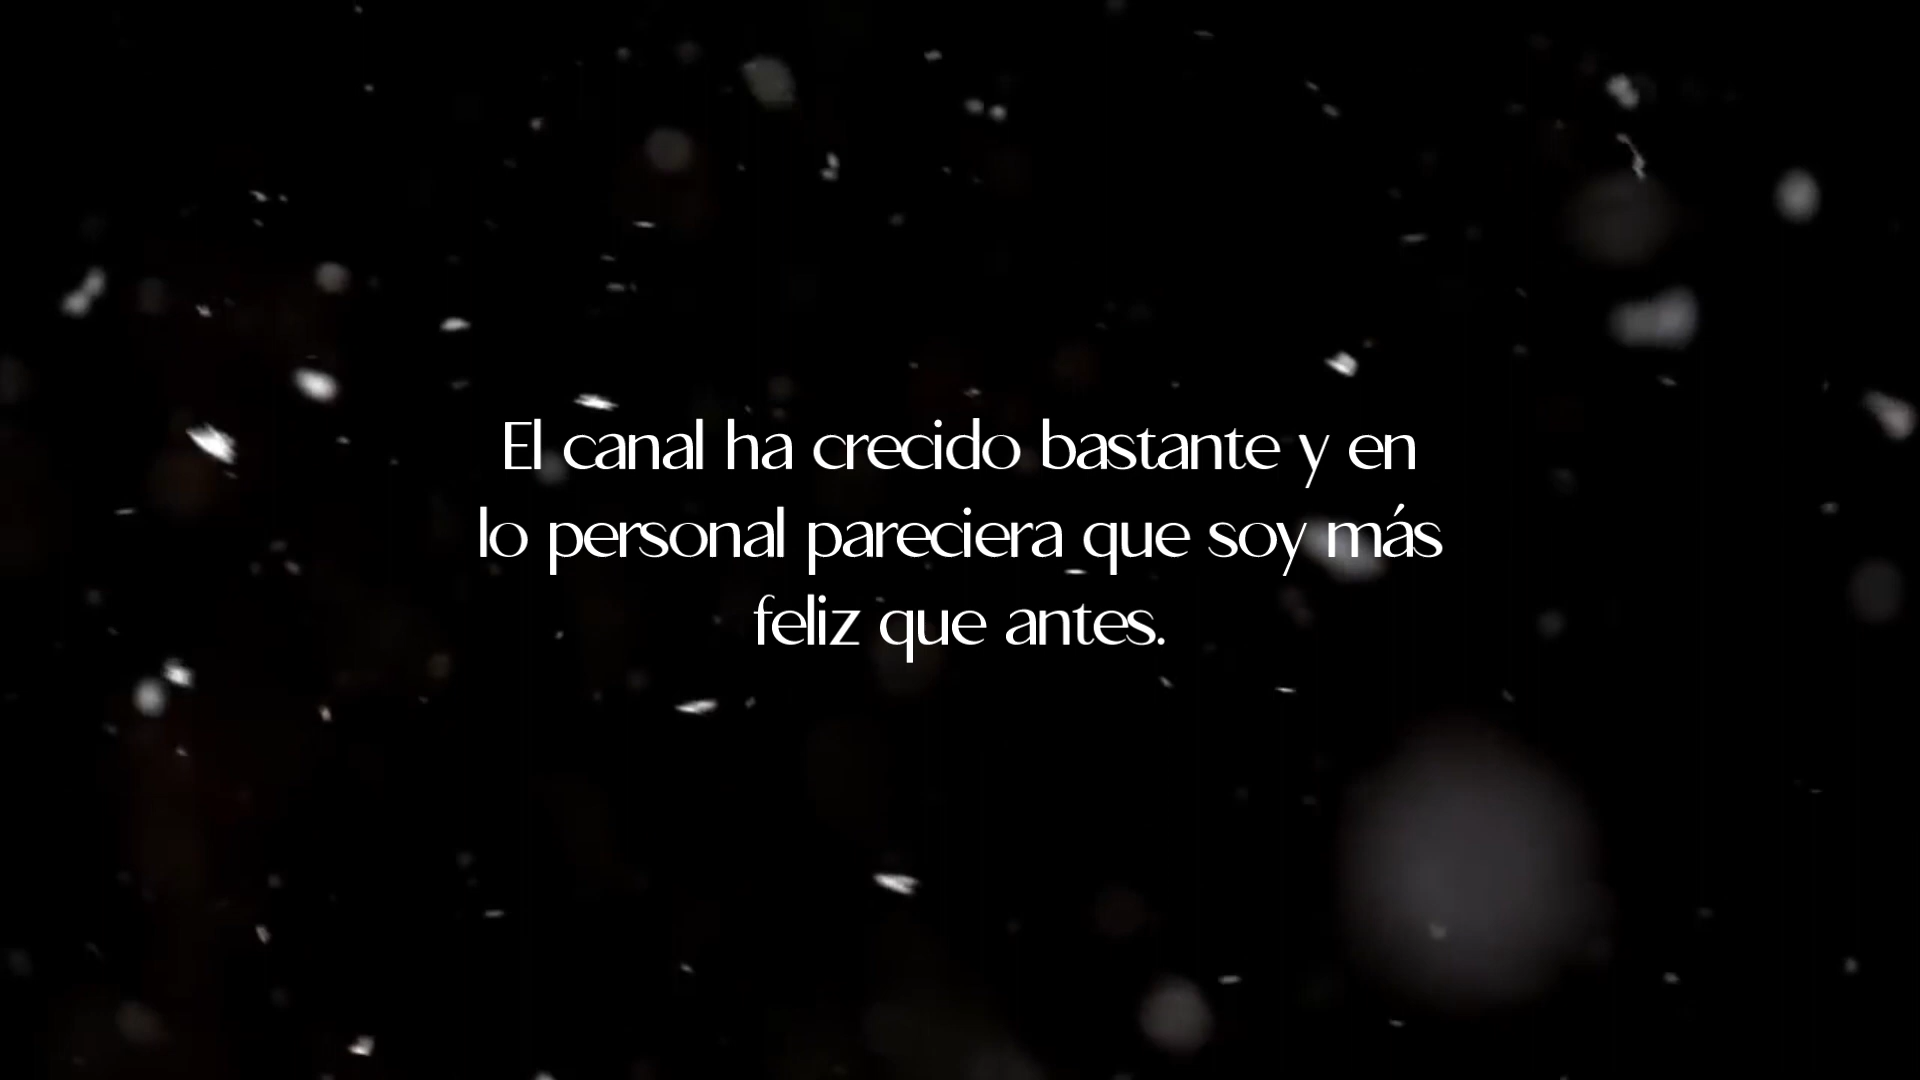 El canal ha crecido bastante y en
lo personal pareciera que soy más
feliz que antes.